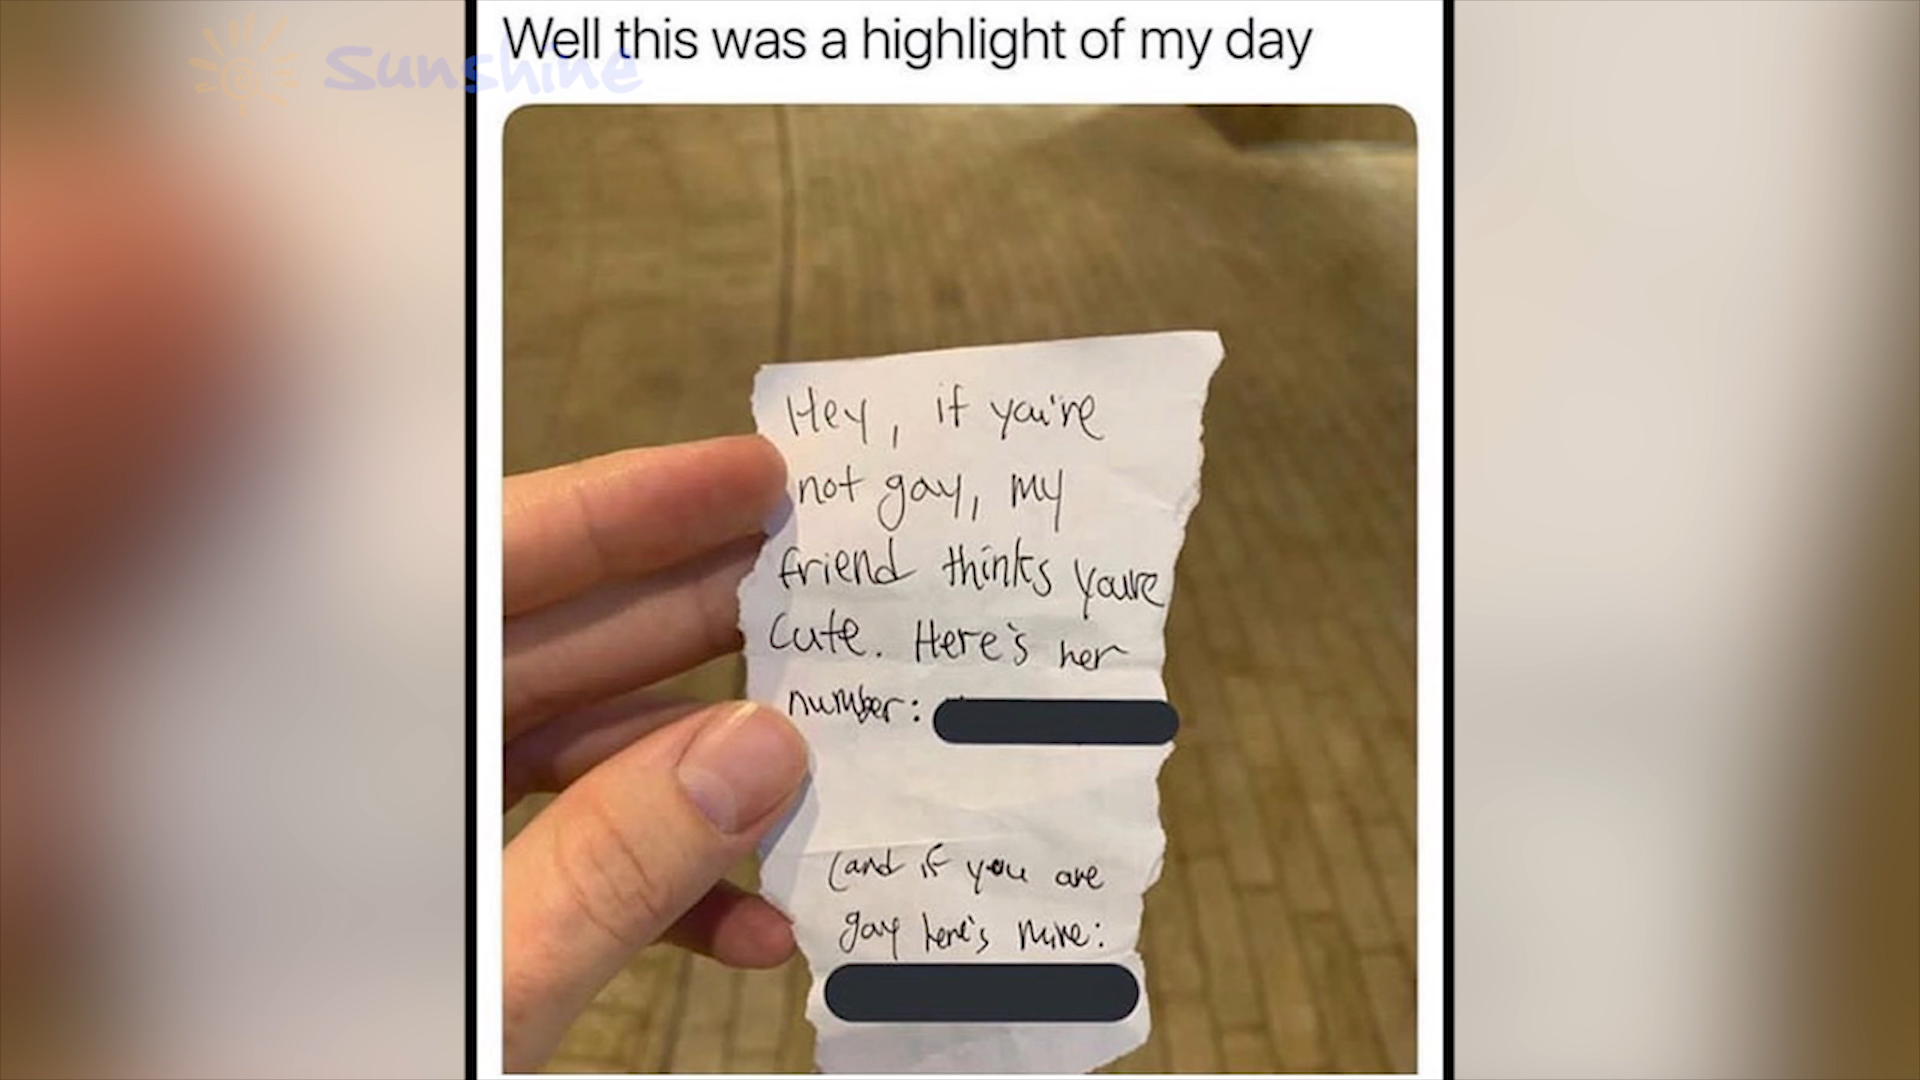 Well this was a highlight of my day
Sunshine
Hey, if you're
not gay, my
friend thinks you're
cute. Here's her
number:
(and if you are
gay here's mine: